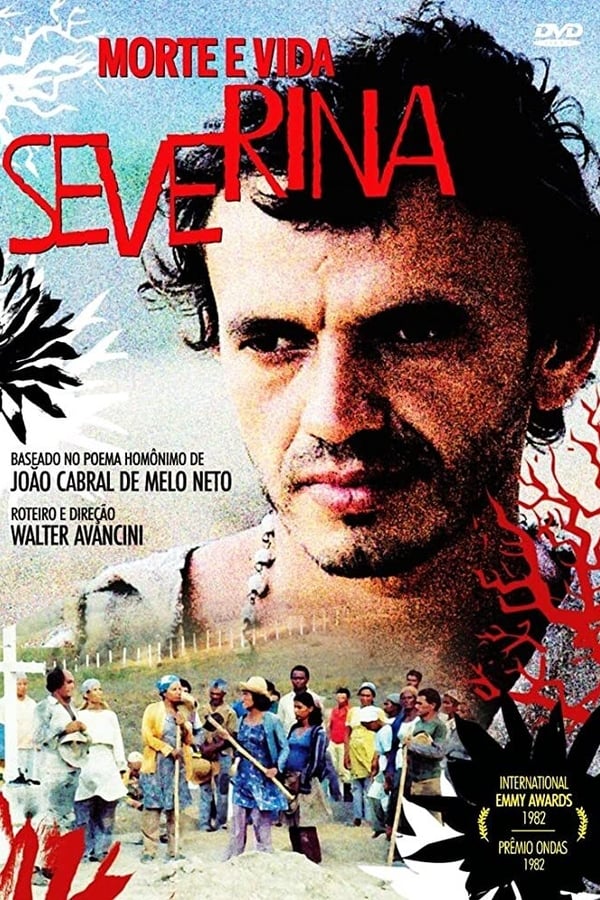 DVD
MORTE E VIDA
SEVERINA
BASEADO NO POEMA HOMÔNIMO DE
JOÃO CABRAL DE MELO NETO
ROTEIRO E DIREÇÃO
WALTER AVANCINI
INTERNATIONAL
EMMY AWARDS
1982
PRÊMIO ONDAS
1982